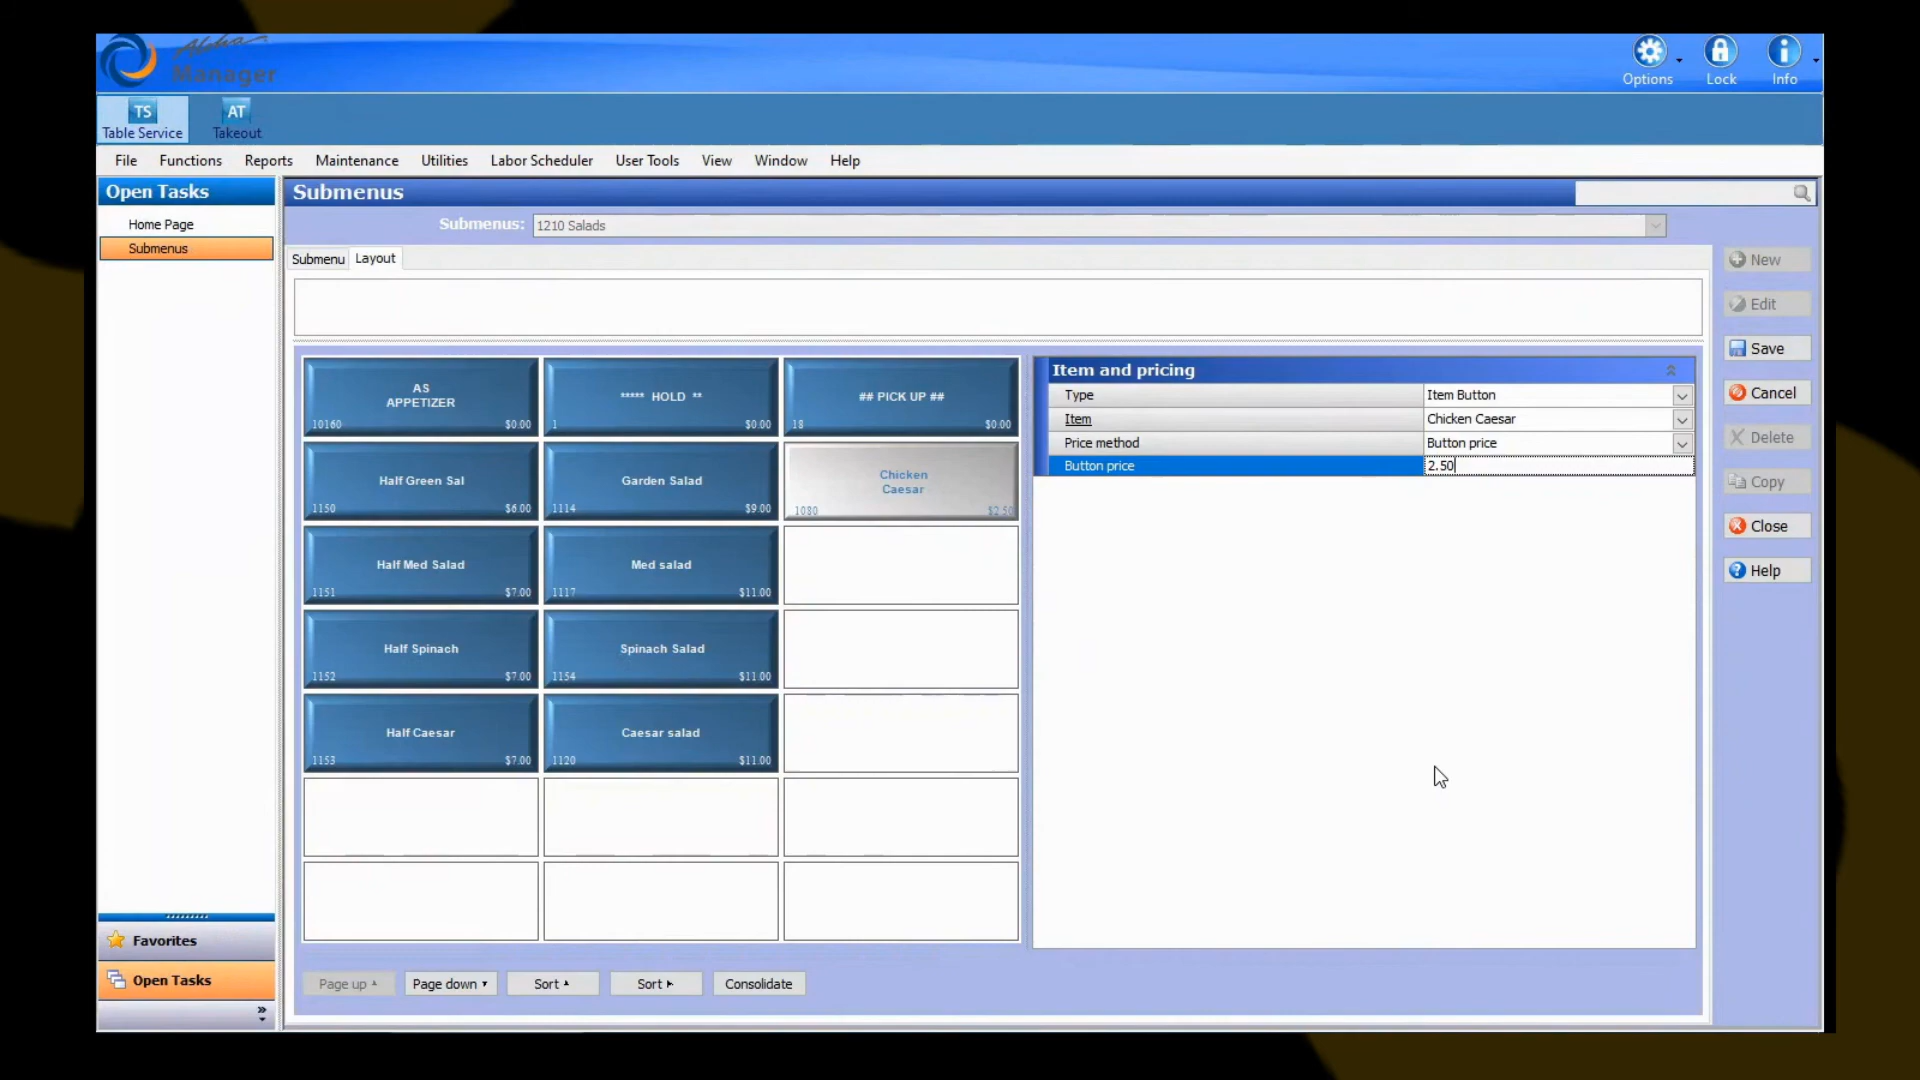 Aloha
Manager
Options
Lock
Info
TS
Table Service
AT
Takeout
File
Functions
Reports
Maintenance
Utilities
Labor Scheduler
User Tools
View
Window
Help
Open Tasks
Home Page
Submenus
Submenus
Submenus:
1210 Salads
Submenu
Layout
New
Edit
Save
Cancel
Delete
Copy
Close
Help
AS
APPETIZER
10160
$0.00
***** HOLD **
1
$0.00
## PICK UP ##
18
$0.00
Half Green Sal
1150
$6.00
Garden Salad
1114
$9.00
Chicken
Caesar
1080
$2.50
Half Med Salad
1151
$7.00
Med salad
1117
$11.00
Half Spinach
1152
$7.00
Spinach Salad
1154
$11.00
Half Caesar
1153
$7.00
Caesar salad
1120
$11.00
Item and pricing
Type
Item Button
Item
Chicken Caesar
Price method
Button price
Button price
2.50
Favorites
Open Tasks
Page up
Page down
Sort
Sort
Consolidate